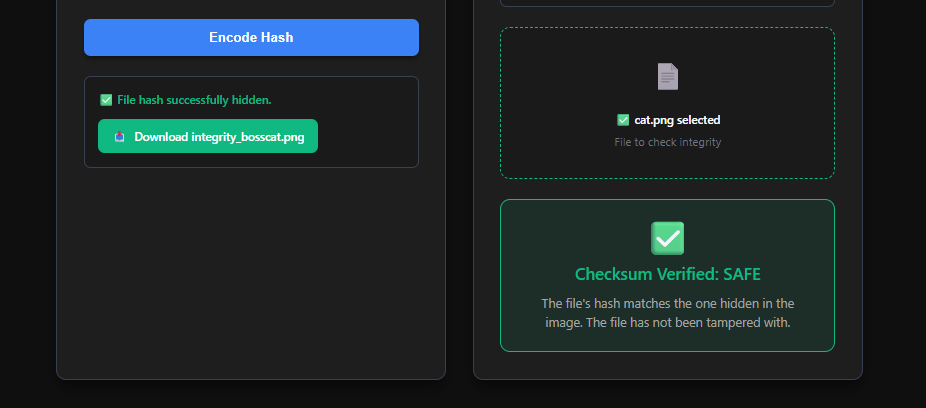 Encode Hash
✅ File hash successfully hidden.
📥 Download integrity_bosscat.png
✅ cat.png selected
File to check integrity
Checksum Verified: SAFE
The file's hash matches the one hidden in the
image. The file has not been tampered with.